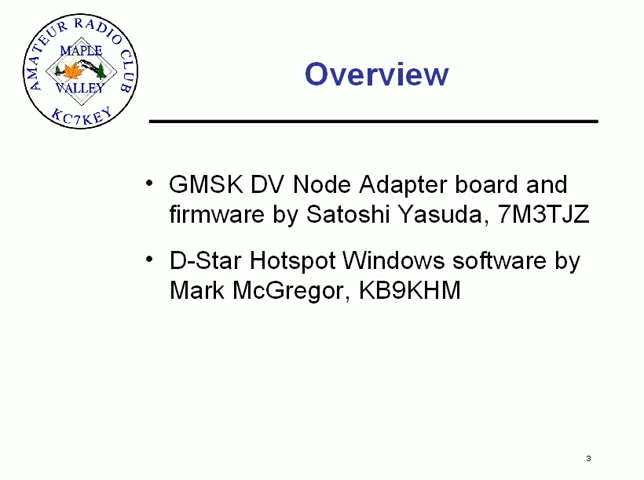 AMATEUR RADIO CLUB
MAPLE
VALLEY
KC7KEY
Overview
• GMSK DV Node Adapter board and
firmware by Satoshi Yasuda, 7M3TJZ
• D-Star Hotspot Windows software by
Mark McGregor, KB9KHM
3